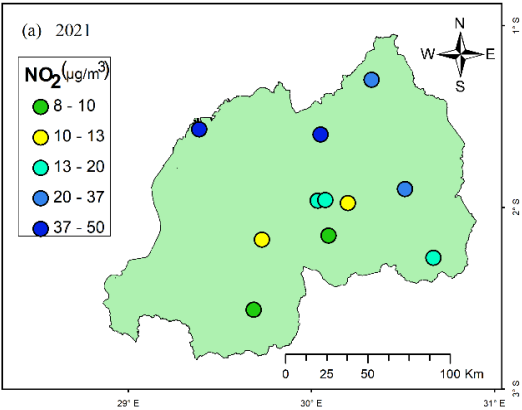 (a) 2021
N
W E
S
1° S
NO₂(µg/m³)
8 - 10
10 - 13
13 - 20
20 - 37
37 - 50
2° S
0 25 50 100 Km
3° S
29° E 30° E 31° E